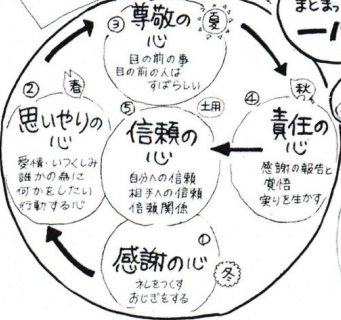 まとまっ
③
尊敬の
心
夏
目の前の事
目の前の人は
すばらしい
②
春
思いやりの
心
愛情・いつくしみ
誰かの為に
何かをしたい
行動する心
⑤
土用
信頼の
心
自分への信頼
相手への信頼
信頼関係
④
秋
責任の
心
感謝の報告と
覚悟
実りを生かす
①
感謝の心
冬
礼をつくす
おじぎをする